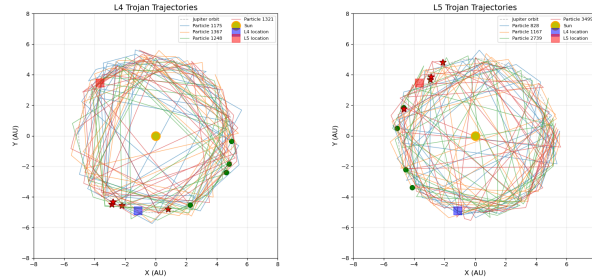 L4 Trojan Trajectories
Jupiter orbit
Particle 1175
Particle 1367
Particle 1248
Particle 1321
Sun
L4 location
L5 location
Y (AU)
8
6
4
2
0
−2
−4
−6
−8
−8
−6
−4
−2
0
2
4
6
8
X (AU)
L5 Trojan Trajectories
Jupiter orbit
Particle 828
Particle 1167
Particle 2739
Particle 3499
Sun
L4 location
L5 location
Y (AU)
8
6
4
2
0
−2
−4
−6
−8
−8
−6
−4
−2
0
2
4
6
8
X (AU)